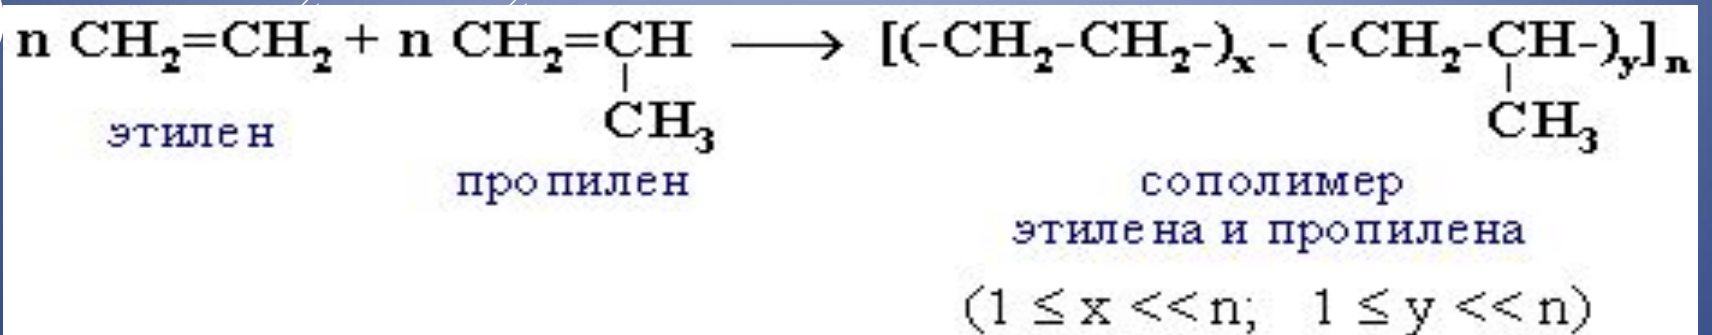 n CH₂=CH₂ + n CH₂=CH ⟶ [(-CH₂-CH₂-)ₓ - (-CH₂-CH-)ᵧ]ₙ
CH₃ CH₃
этилен
пропилен сополимер
этилена и пропилена
(1 ≤ x << n; 1 ≤ y << n)